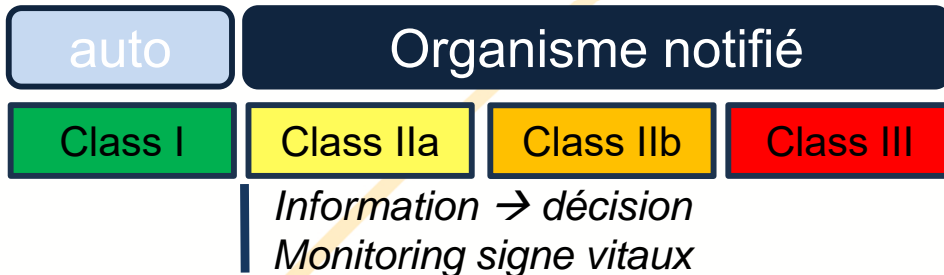 auto Organisme notifié
Class I Class IIa Class IIb Class III
Information → décision
Monitoring signe vitaux